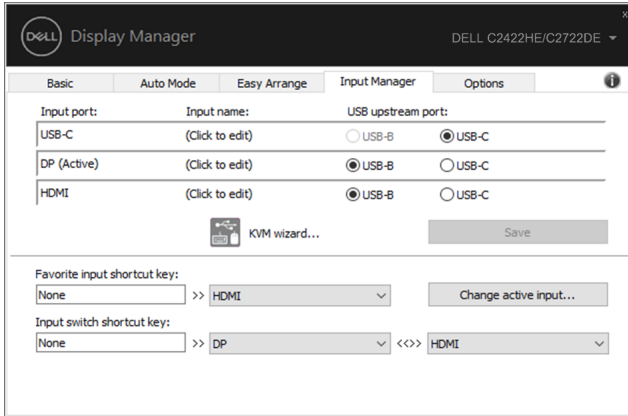 DELL Display Manager DELL C2422HE/C2722DE
Basic Auto Mode Easy Arrange Input Manager Options
Input port: Input name: USB upstream port:
USB-C (Click to edit) USB-B USB-C
DP (Active) (Click to edit) USB-B USB-C
HDMI (Click to edit) USB-B USB-C
KVM wizard... Save
Favorite input shortcut key:
None >> HDMI Change active input...
Input switch shortcut key:
None >> DP <<>> HDMI